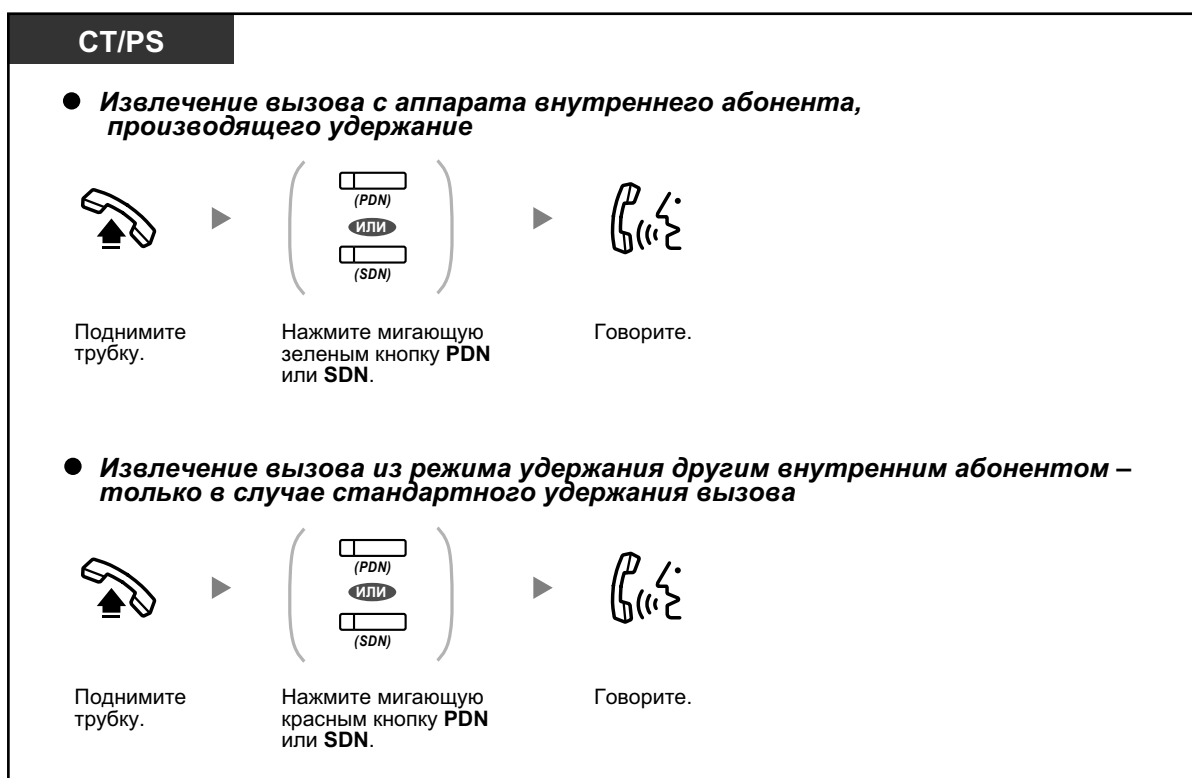 CT/PS
● Извлечение вызова с аппарата внутреннего абонента,
производящего удержание
(PDN)
ИЛИ
(SDN)
Поднимите
трубку.
Нажмите мигающую
зеленым кнопку PDN
или SDN.
Говорите.
● Извлечение вызова из режима удержания другим внутренним абонентом –
только в случае стандартного удержания вызова
(PDN)
ИЛИ
(SDN)
Поднимите
трубку.
Нажмите мигающую
красным кнопку PDN
или SDN.
Говорите.